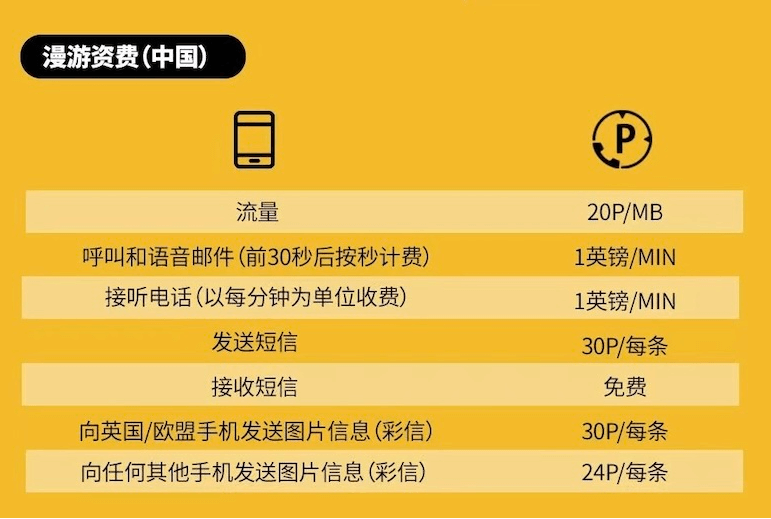 漫游资费(中国)
P
流量 20P/MB
呼叫和语音邮件(前30秒后按秒计费) 1英镑/MIN
接听电话(以每分钟为单位收费) 1英镑/MIN
发送短信 30P/每条
接收短信 免费
向英国/欧盟手机发送图片信息(彩信) 30P/每条
向任何其他手机发送图片信息(彩信) 24P/每条